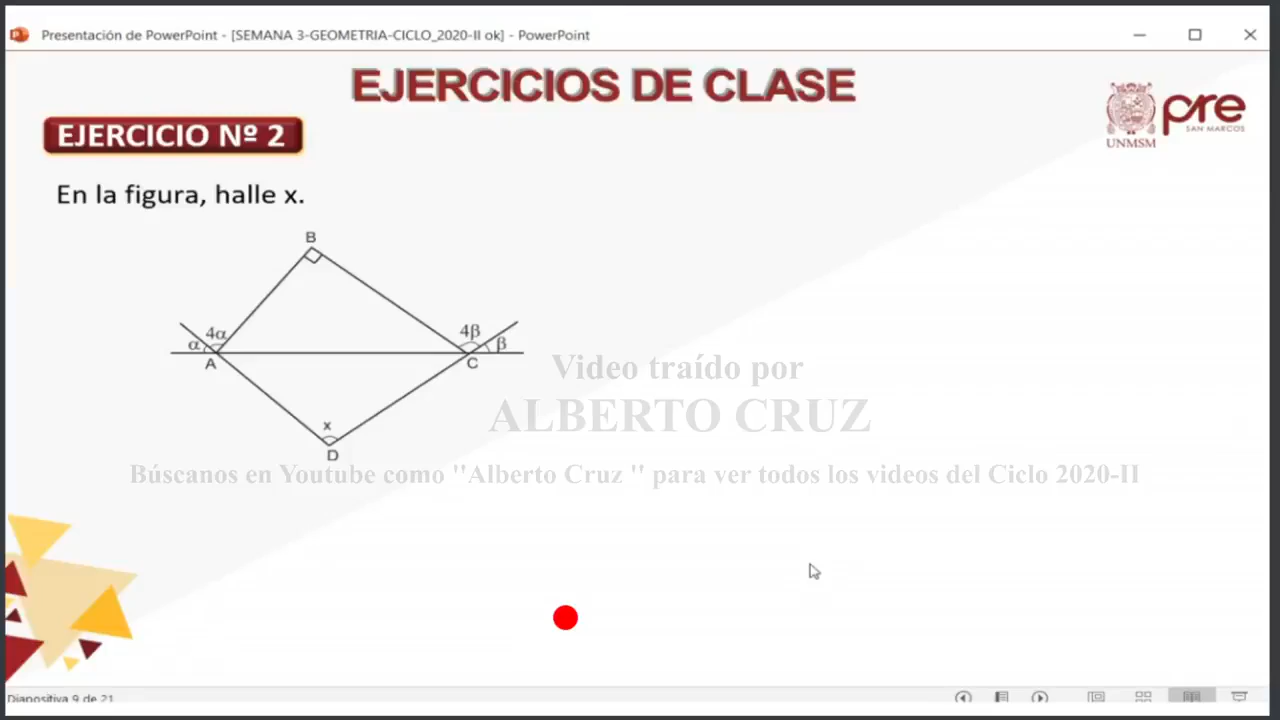 Presentación de PowerPoint - [SEMANA 3-GEOMETRIA-CICLO_2020-II ok] - PowerPoint
EJERCICIOS DE CLASE
EJERCICIO Nº 2
pre
SAN MARCOS
UNMSM
En la figura, halle x.
B
4α
α
A
4β
β
C
x
D
Video traído por
ALBERTO CRUZ
Búscanos en Youtube como "Alberto Cruz " para ver todos los videos del Ciclo 2020-II
Diapositiva 9 de 21